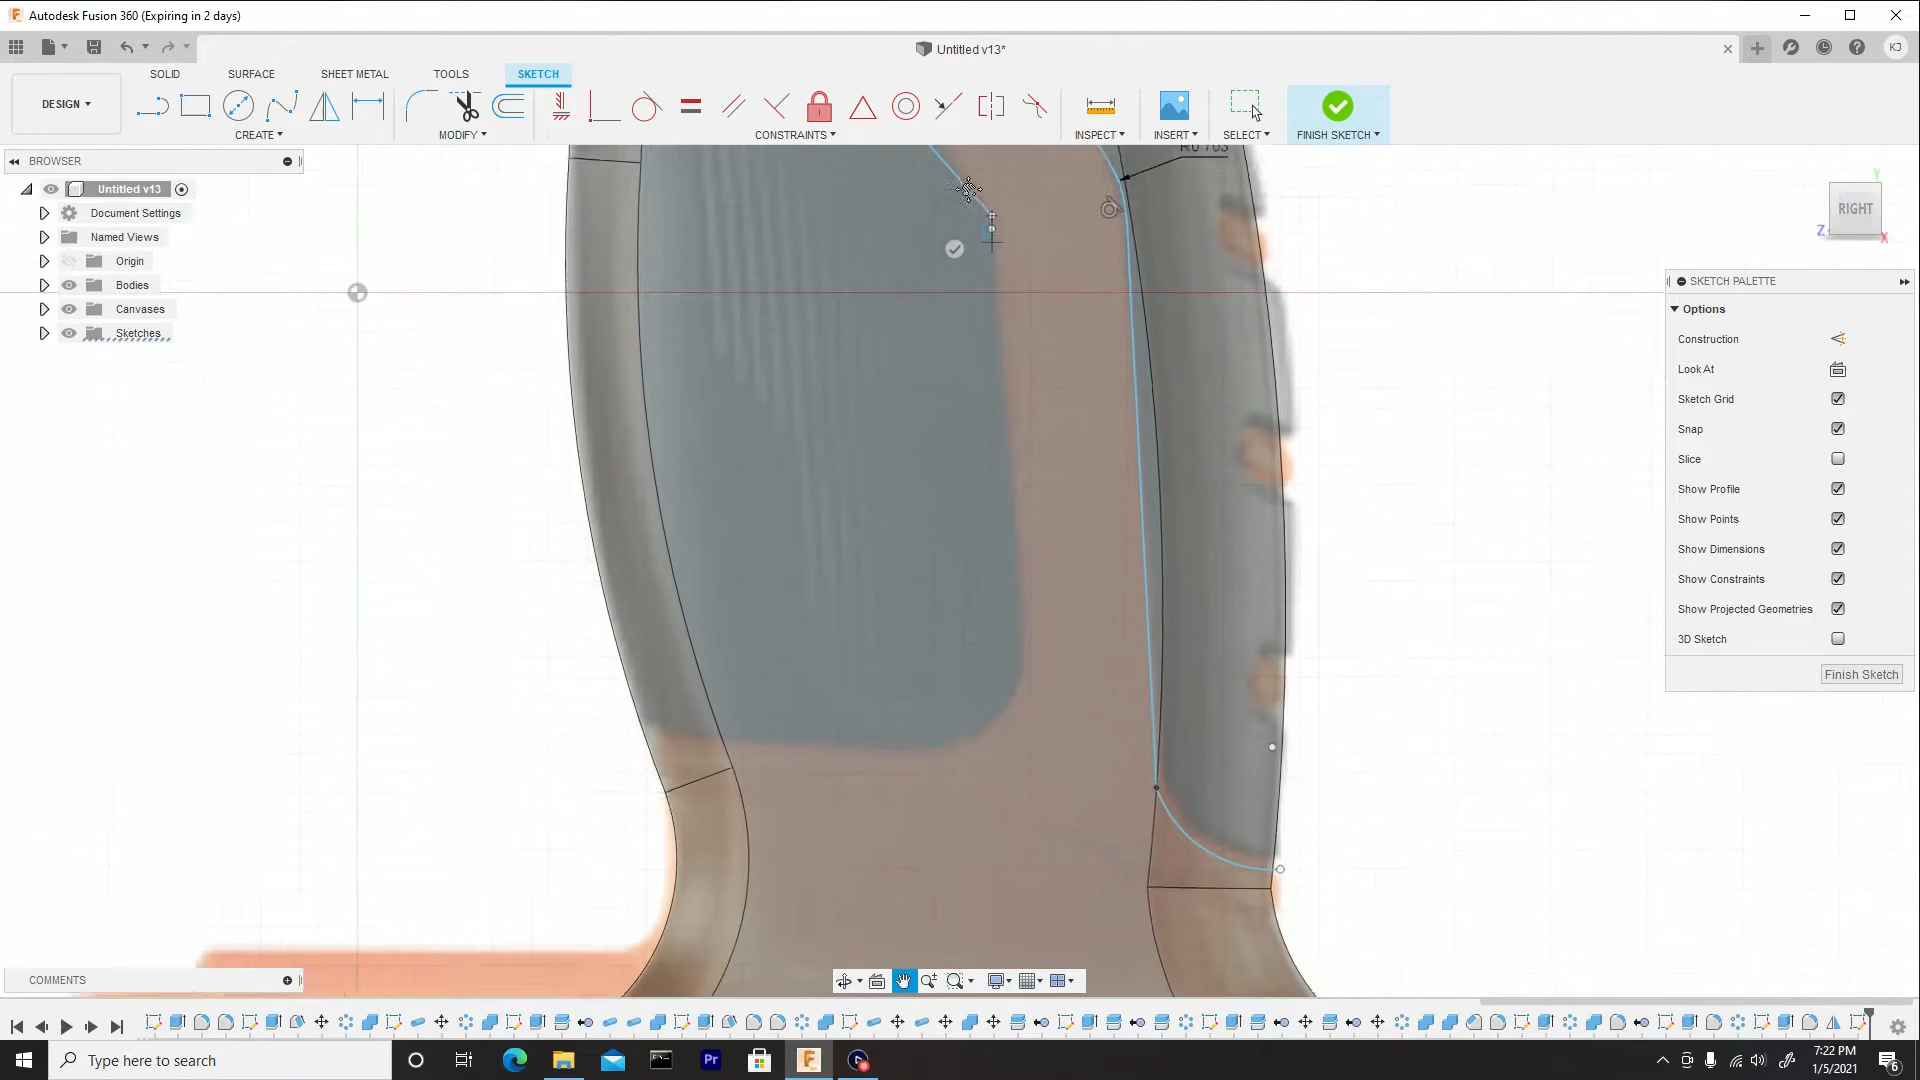 Autodesk Fusion 360 (Expiring in 2 days)
Untitled v13*
KJ
DESIGN
SOLID
SURFACE
SHEET METAL
TOOLS
SKETCH
CREATE
MODIFY
CONSTRAINTS
INSPECT
INSERT
SELECT
FINISH SKETCH
BROWSER
Untitled v13
Document Settings
Named Views
Origin
Bodies
Canvases
Sketches
Y
RIGHT
Z
X
SKETCH PALETTE
Options
Construction
Look At
Sketch Grid
Snap
Slice
Show Profile
Show Points
Show Dimensions
Show Constraints
Show Projected Geometries
3D Sketch
Finish Sketch
COMMENTS
Type here to search
Pr
F
7:22 PM
1/5/2021
6